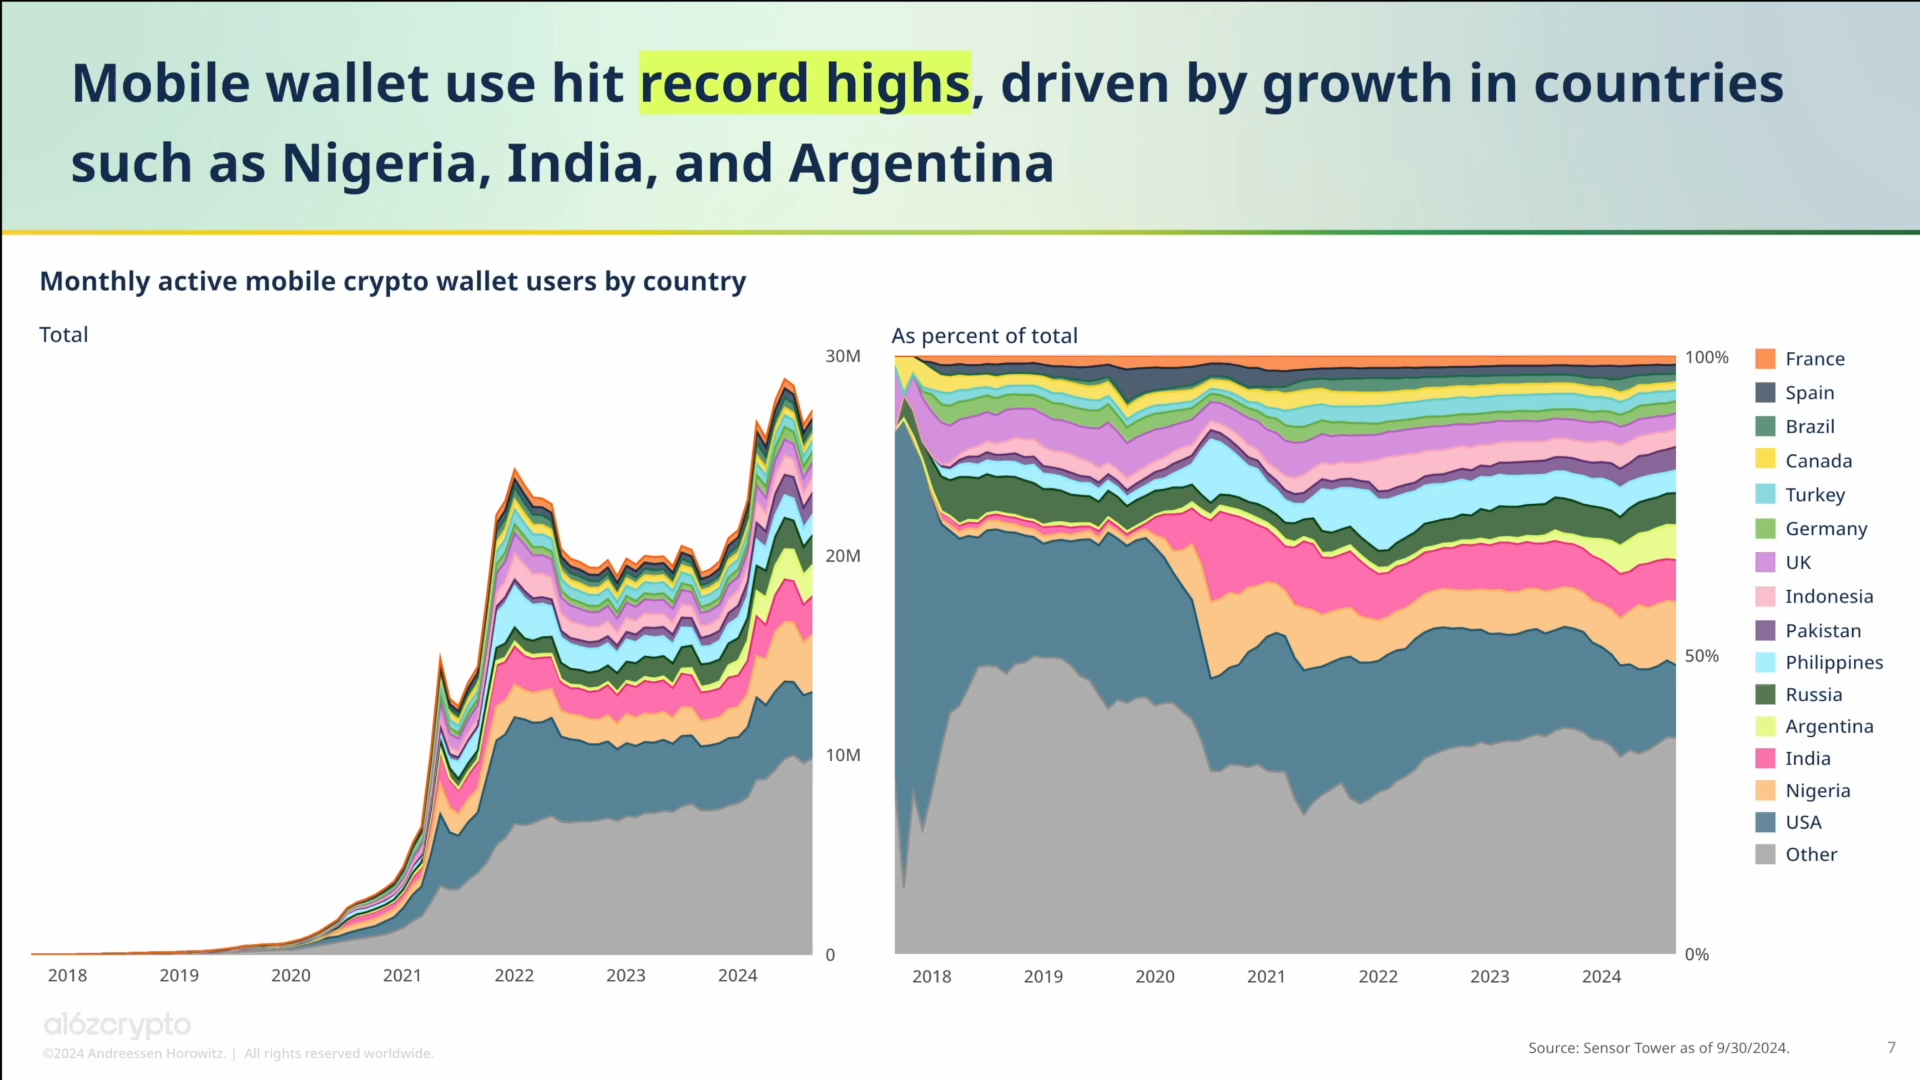 Mobile wallet use hit record highs, driven by growth in countries
such as Nigeria, India, and Argentina
Monthly active mobile crypto wallet users by country
Total
30M
20M
10M
0
2018 2019 2020 2021 2022 2023 2024
As percent of total
100%
50%
0%
2018 2019 2020 2021 2022 2023 2024
France
Spain
Brazil
Canada
Turkey
Germany
UK
Indonesia
Pakistan
Philippines
Russia
Argentina
India
Nigeria
USA
Other
a16zcrypto
©2024 Andreessen Horowitz. | All rights reserved worldwide.
Source: Sensor Tower as of 9/30/2024.
7